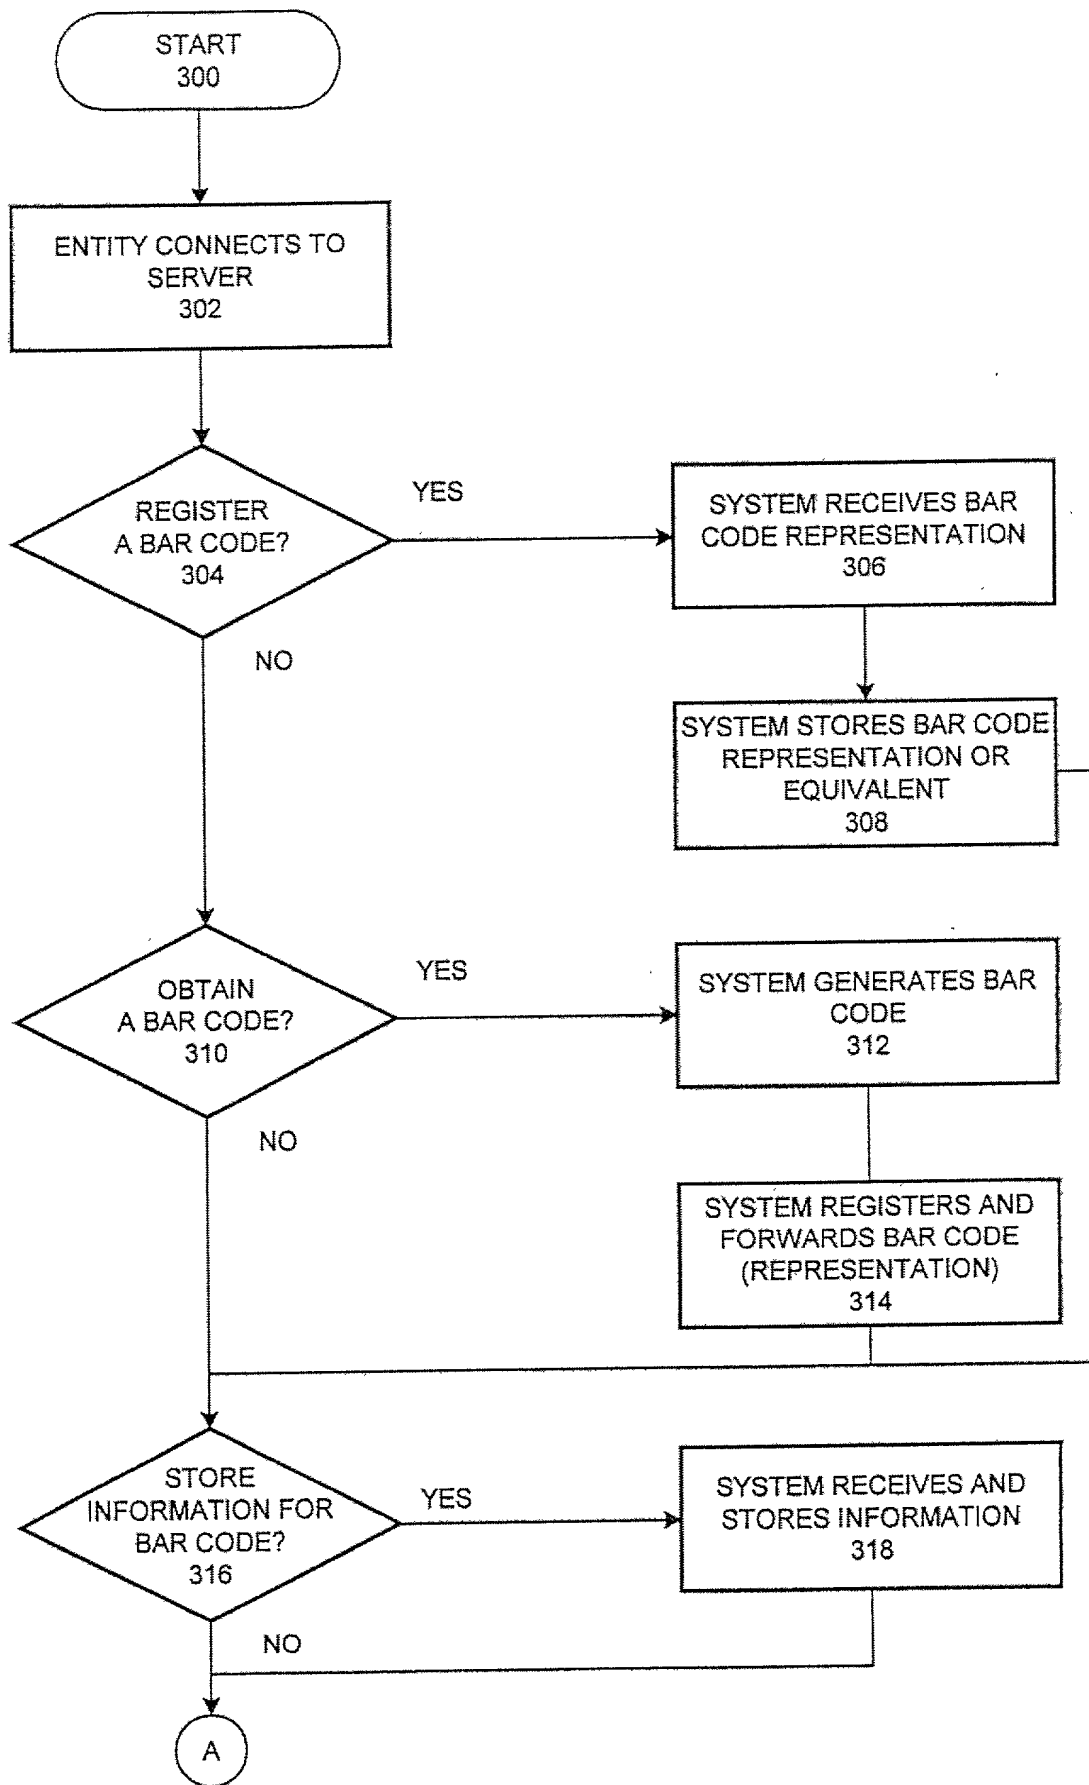 START
300
ENTITY CONNECTS TO
SERVER
302
REGISTER
A BAR CODE?
304
YES
NO
SYSTEM RECEIVES BAR
CODE REPRESENTATION
306
SYSTEM STORES BAR CODE
REPRESENTATION OR
EQUIVALENT
308
OBTAIN
A BAR CODE?
310
YES
NO
SYSTEM GENERATES BAR
CODE
312
SYSTEM REGISTERS AND
FORWARDS BAR CODE
(REPRESENTATION)
314
STORE
INFORMATION FOR
BAR CODE?
316
YES
NO
SYSTEM RECEIVES AND
STORES INFORMATION
318
A